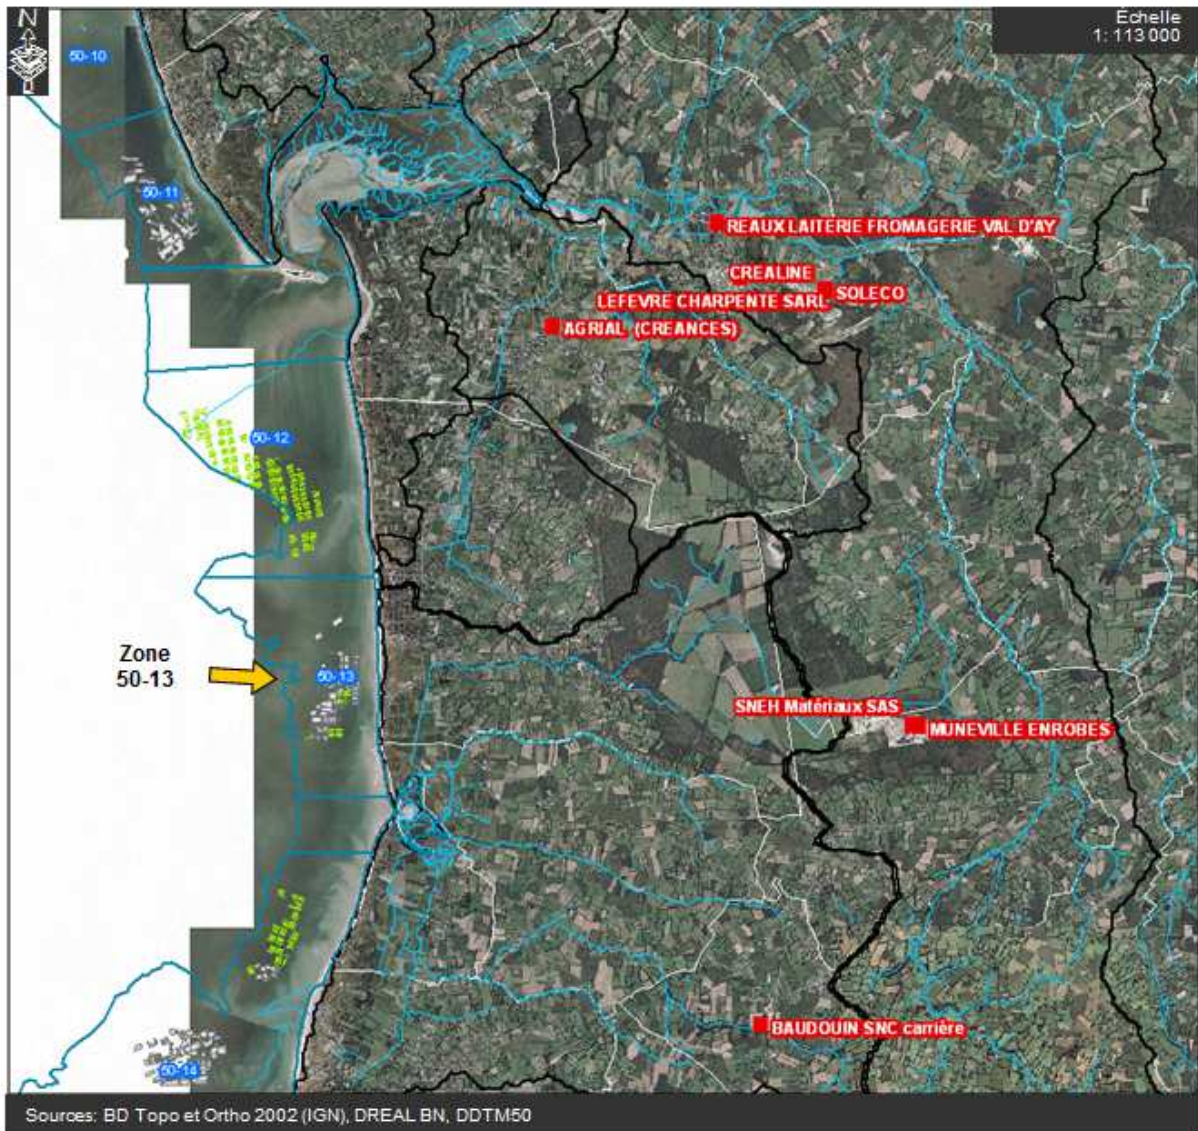 N
Échelle
1: 113 000
50-10
50-11
REAUX LAITERIE FROMAGERIE VAL D'AY
CREALINE
SOLECO
LEFEVRE CHARPENTE SARL
AGRIAL (CREANCES)
50-12
Zone
50-13
50-13
SNEH Matériaux SAS
MUNEVILLE ENROBES
BAUDOUIN SNC carrière
50-14
Sources: BD Topo et Ortho 2002 (IGN), DREAL BN, DDTM50